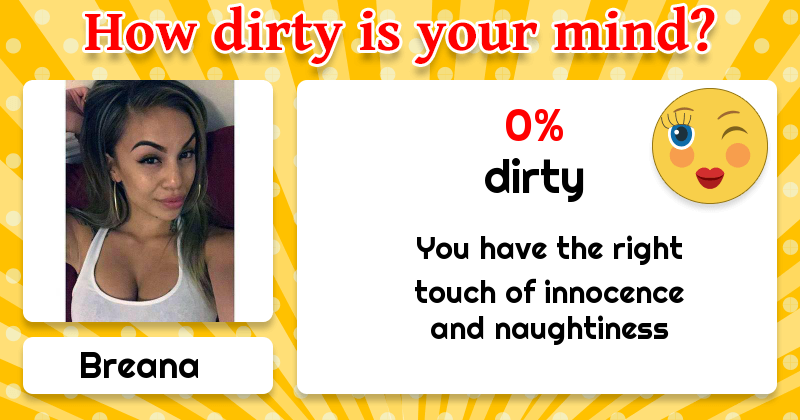 How dirty is your mind?
0%
dirty
You have the right
touch of innocence
and naughtiness
Breana